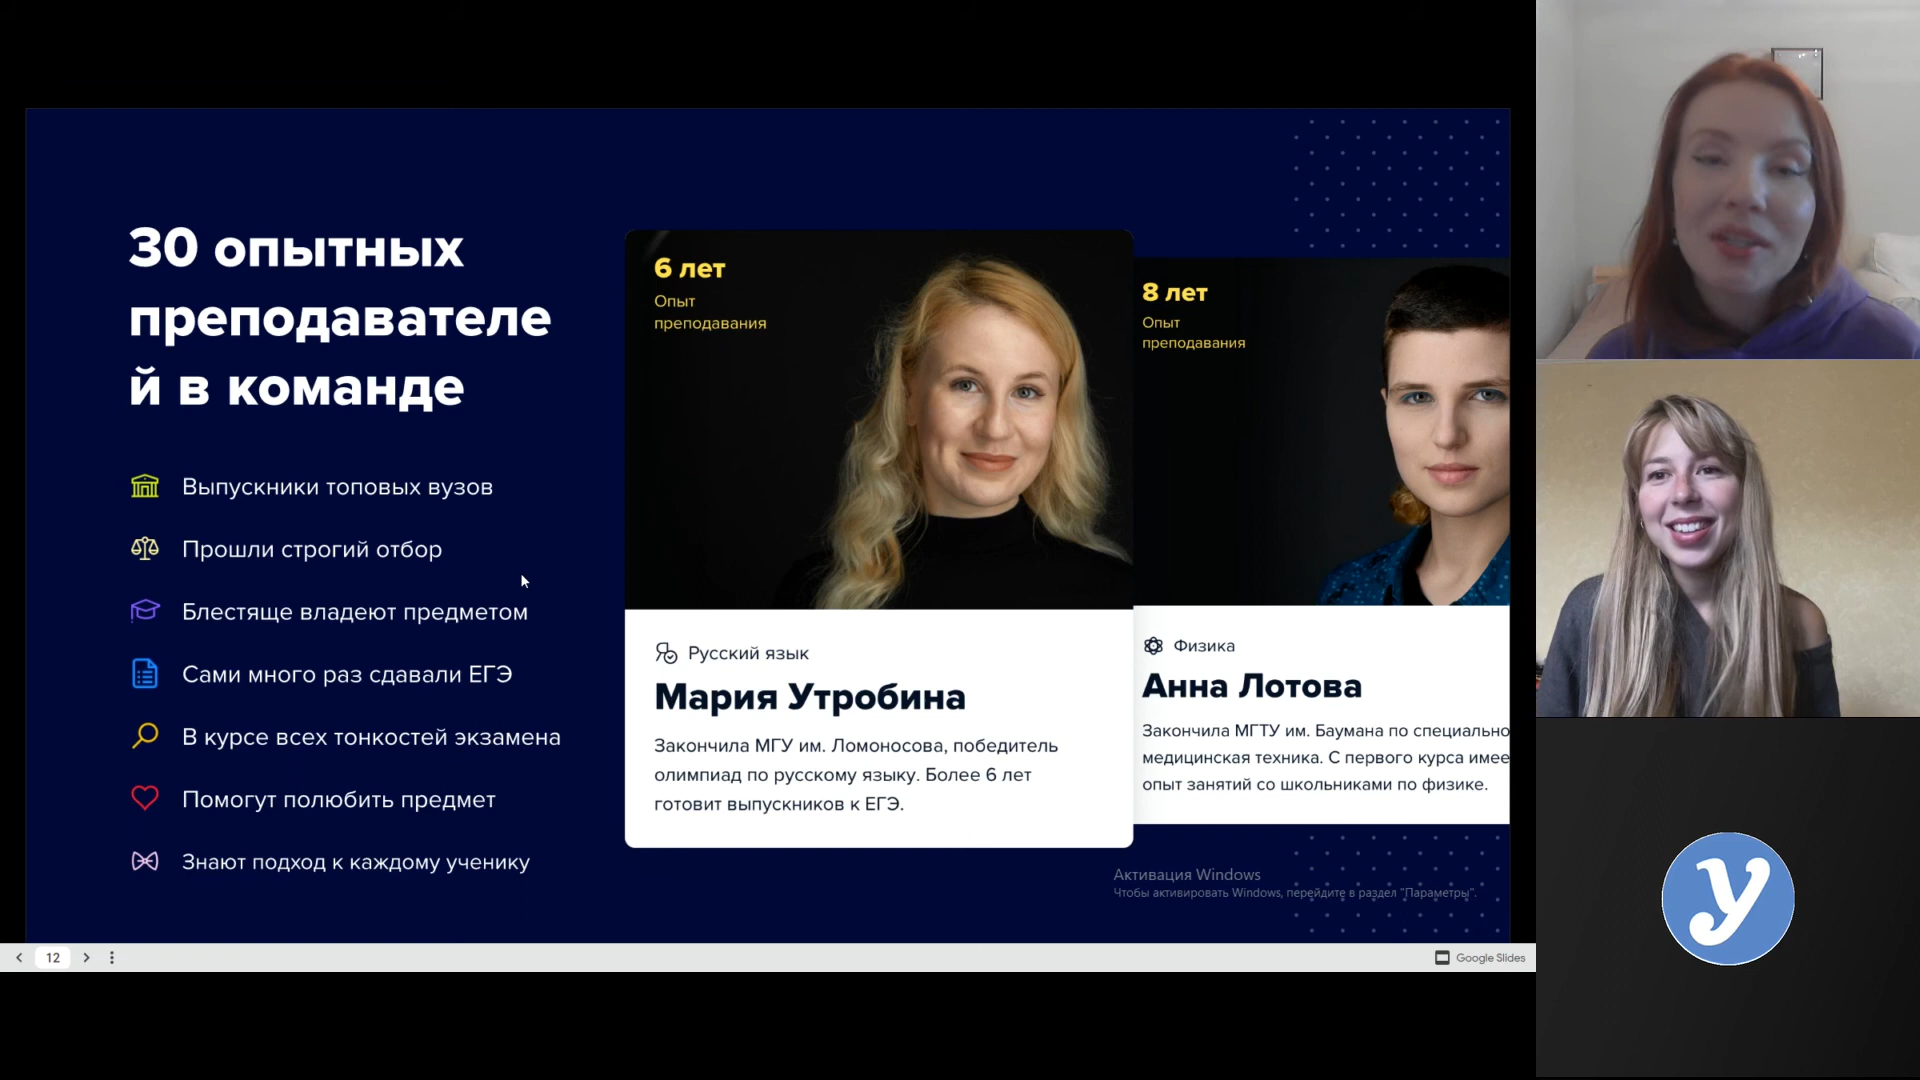 30 опытных
преподавателе
й в команде
Выпускники топовых вузов
Прошли строгий отбор
Блестяще владеют предметом
Сами много раз сдавали ЕГЭ
В курсе всех тонкостей экзамена
Помогут полюбить предмет
Знают подход к каждому ученику
6 лет
Опыт
преподавания
Русский язык
Мария Утробина
Закончила МГУ им. Ломоносова, победитель
олимпиад по русскому языку. Более 6 лет
готовит выпускников к ЕГЭ.
8 лет
Опыт
преподавания
Физика
Анна Лотова
Закончила МГТУ им. Баумана по специально
медицинская техника. С первого курса имее
опыт занятий со школьниками по физике.
Активация Windows
Чтобы активировать Windows, перейдите в раздел "Параметры".
12
Google Slides
У